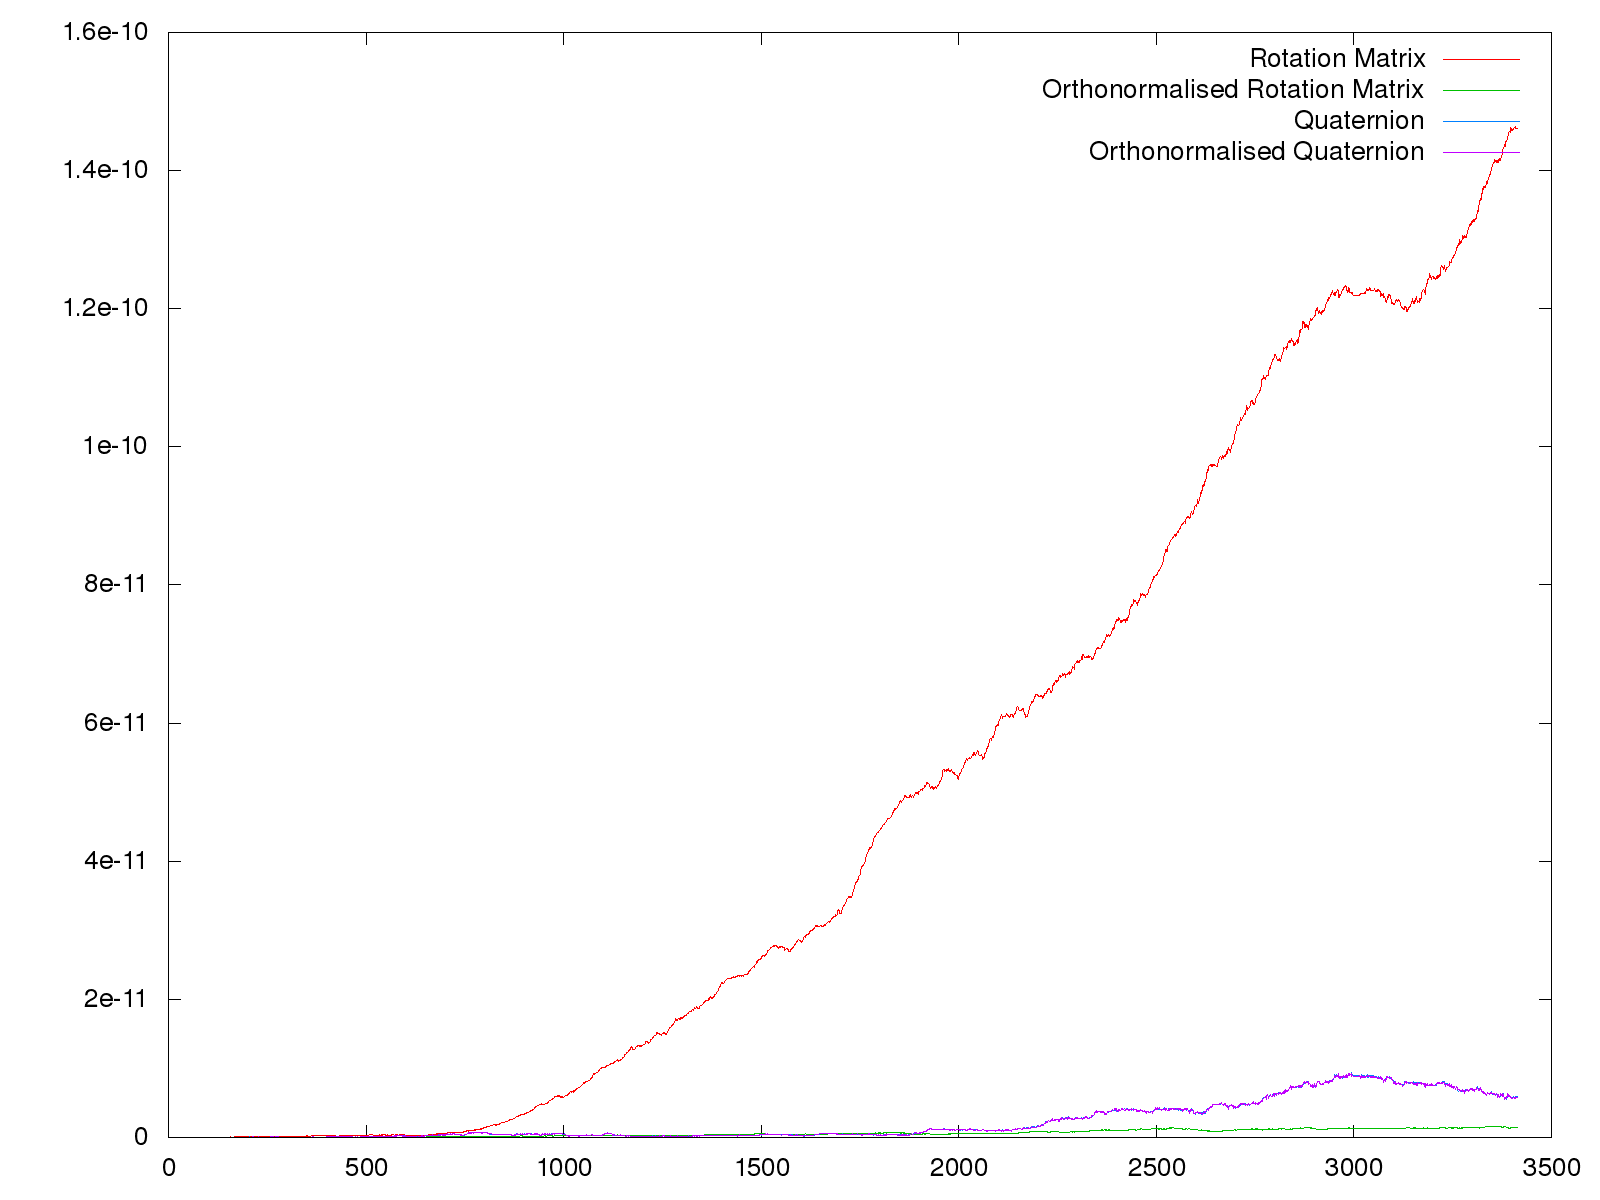 1.6e-10
1.4e-10
1.2e-10
1e-10
8e-11
6e-11
4e-11
2e-11
0
0 500 1000 1500 2000 2500 3000 3500
Rotation Matrix
Orthonormalised Rotation Matrix
Quaternion
Orthonormalised Quaternion